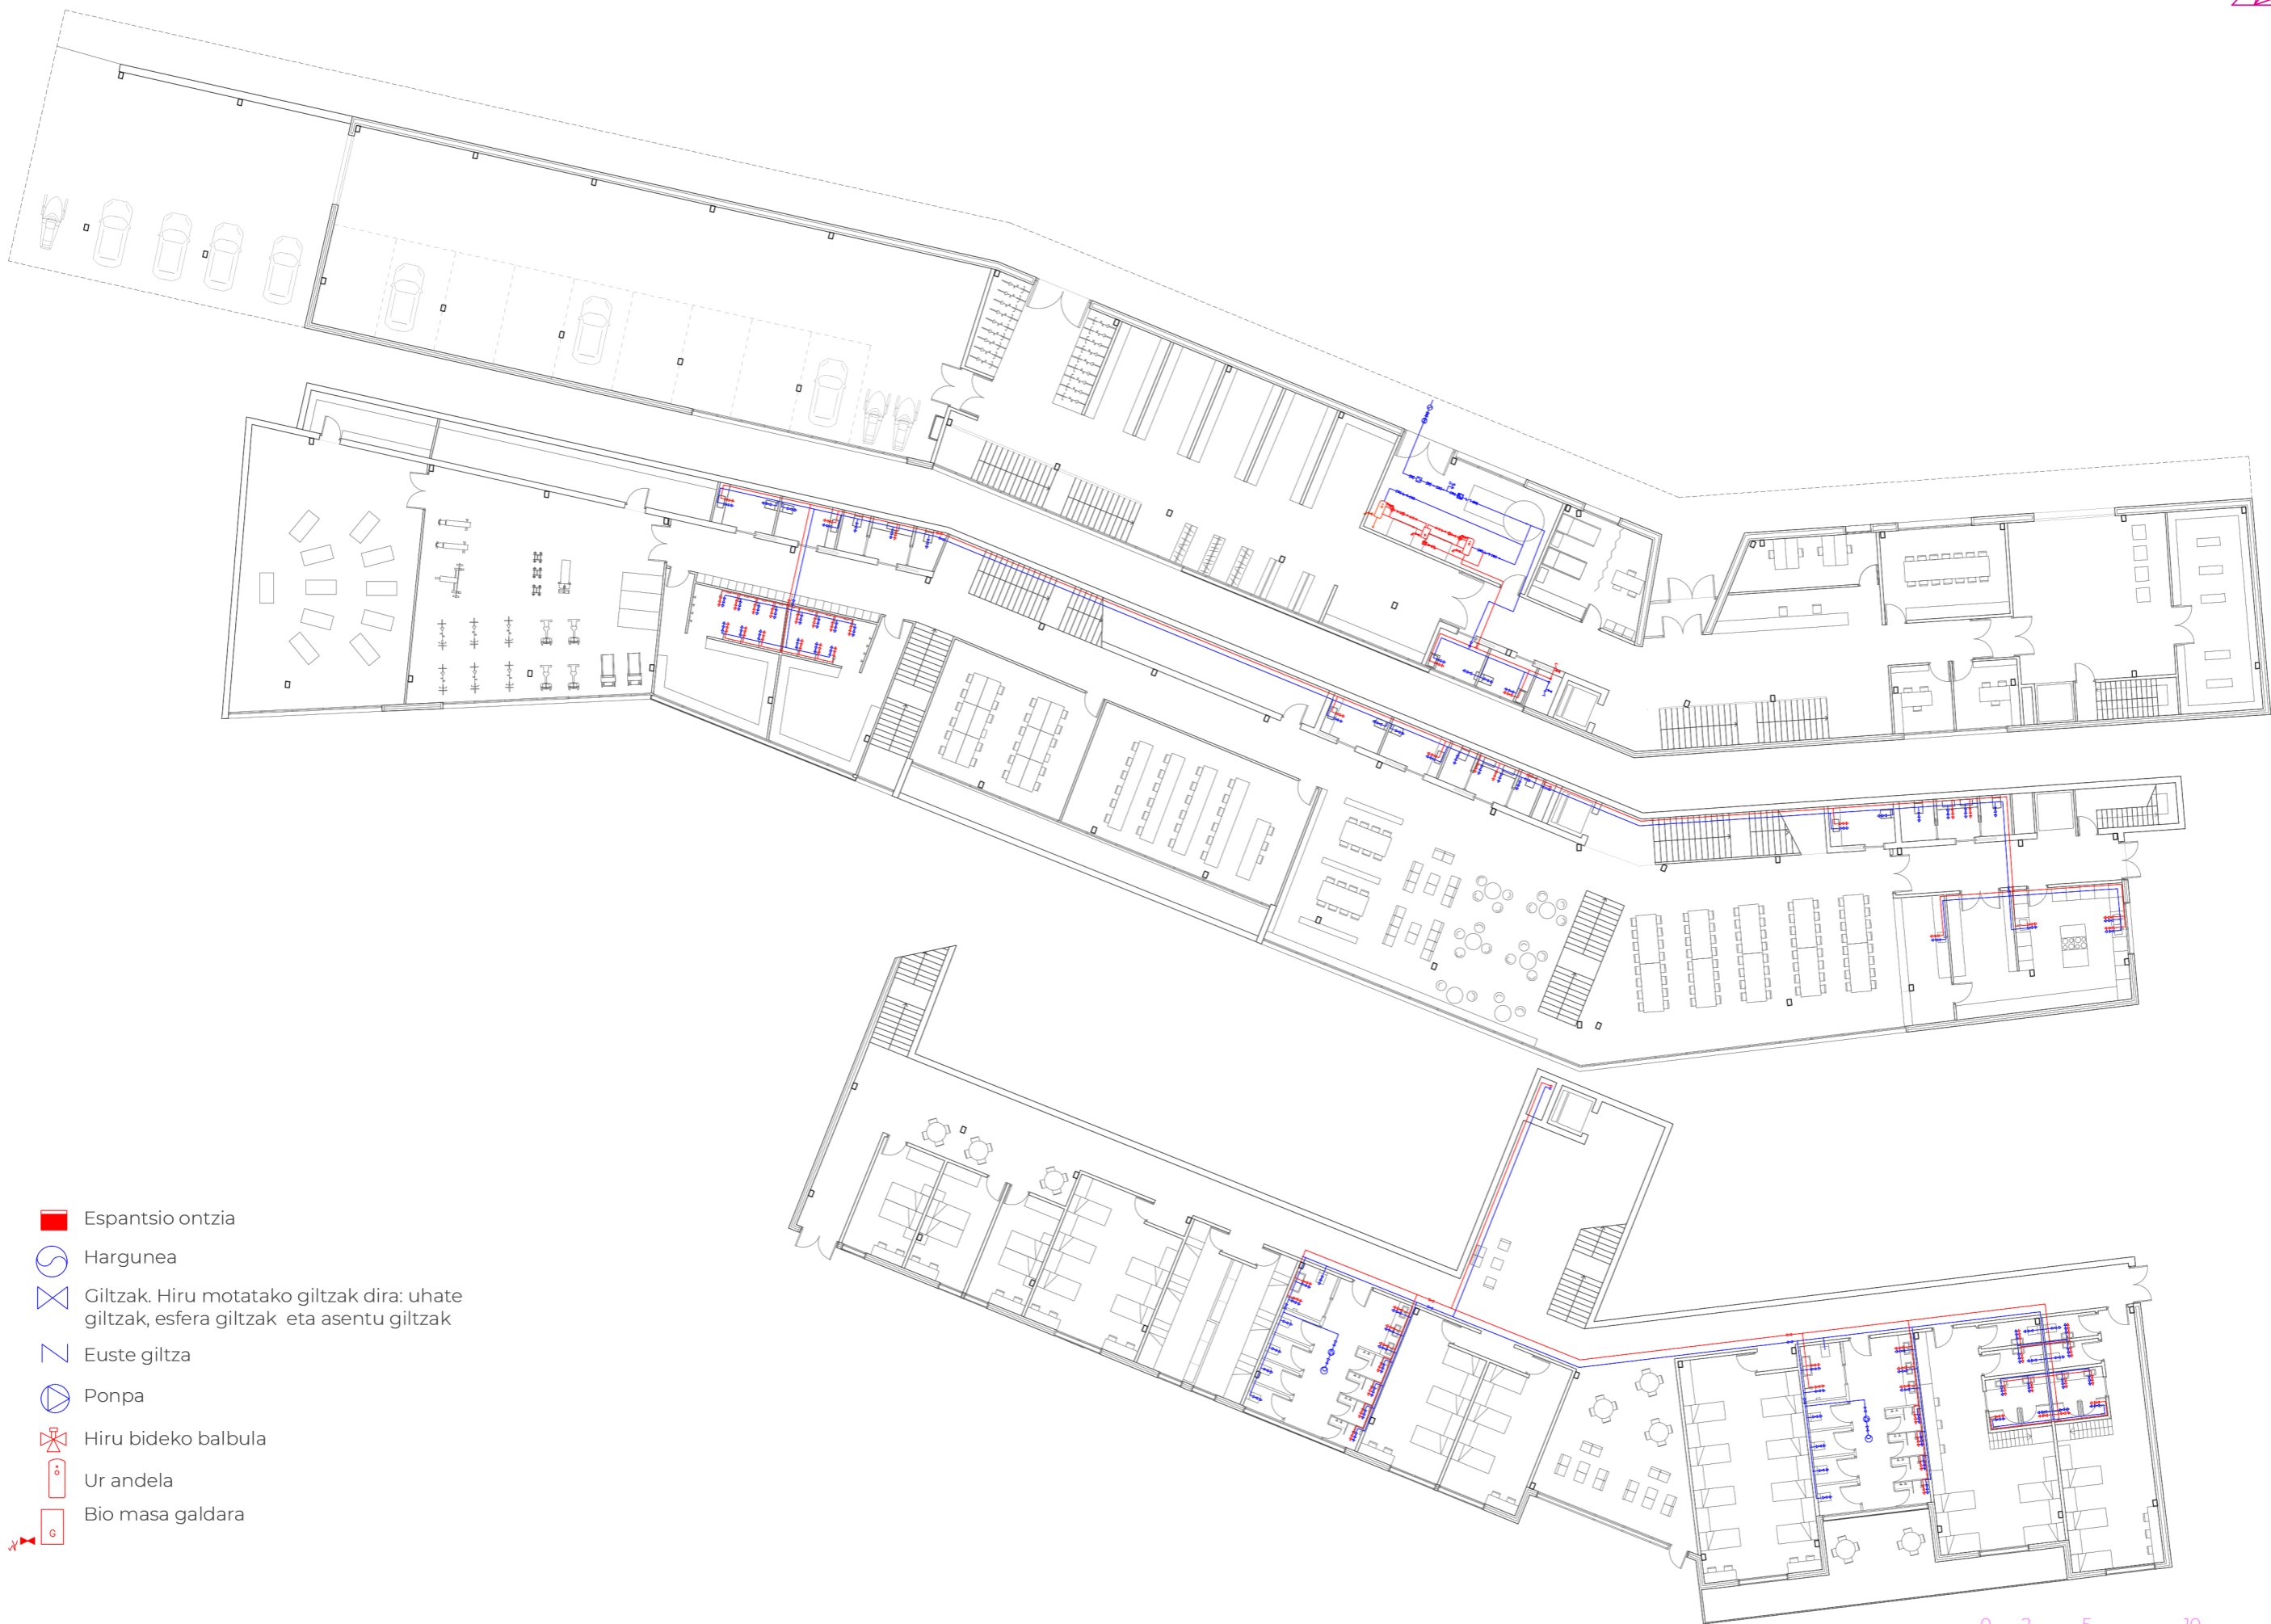 Espantsio ontzia
Hargunea
Giltzak. Hiru motatako giltzak dira: uhate
giltzak, esfera giltzak eta asentu giltzak
Euste giltza
Ponpa
Hiru bideko balbula
Ur andela
Bio masa galdara
G